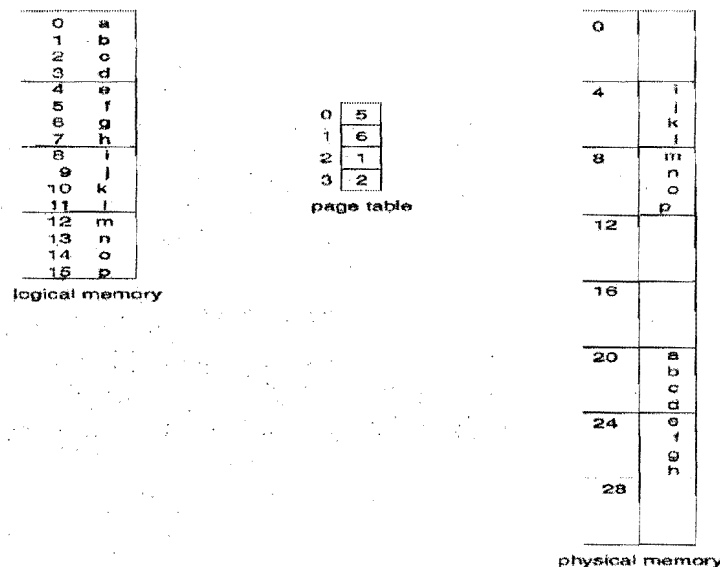 0 a
1 b
2 c
3 d
4 e
5 f
6 g
7 h
8 i
9 j
10 k
11 l
12 m
13 n
14 o
15 p
logical memory
0 5
1 6
2 1
3 2
page table
0
4 i
j
k
l
8 m
n
o
p
12
16
20 a
b
c
d
24 e
f
g
h
28
physical memory